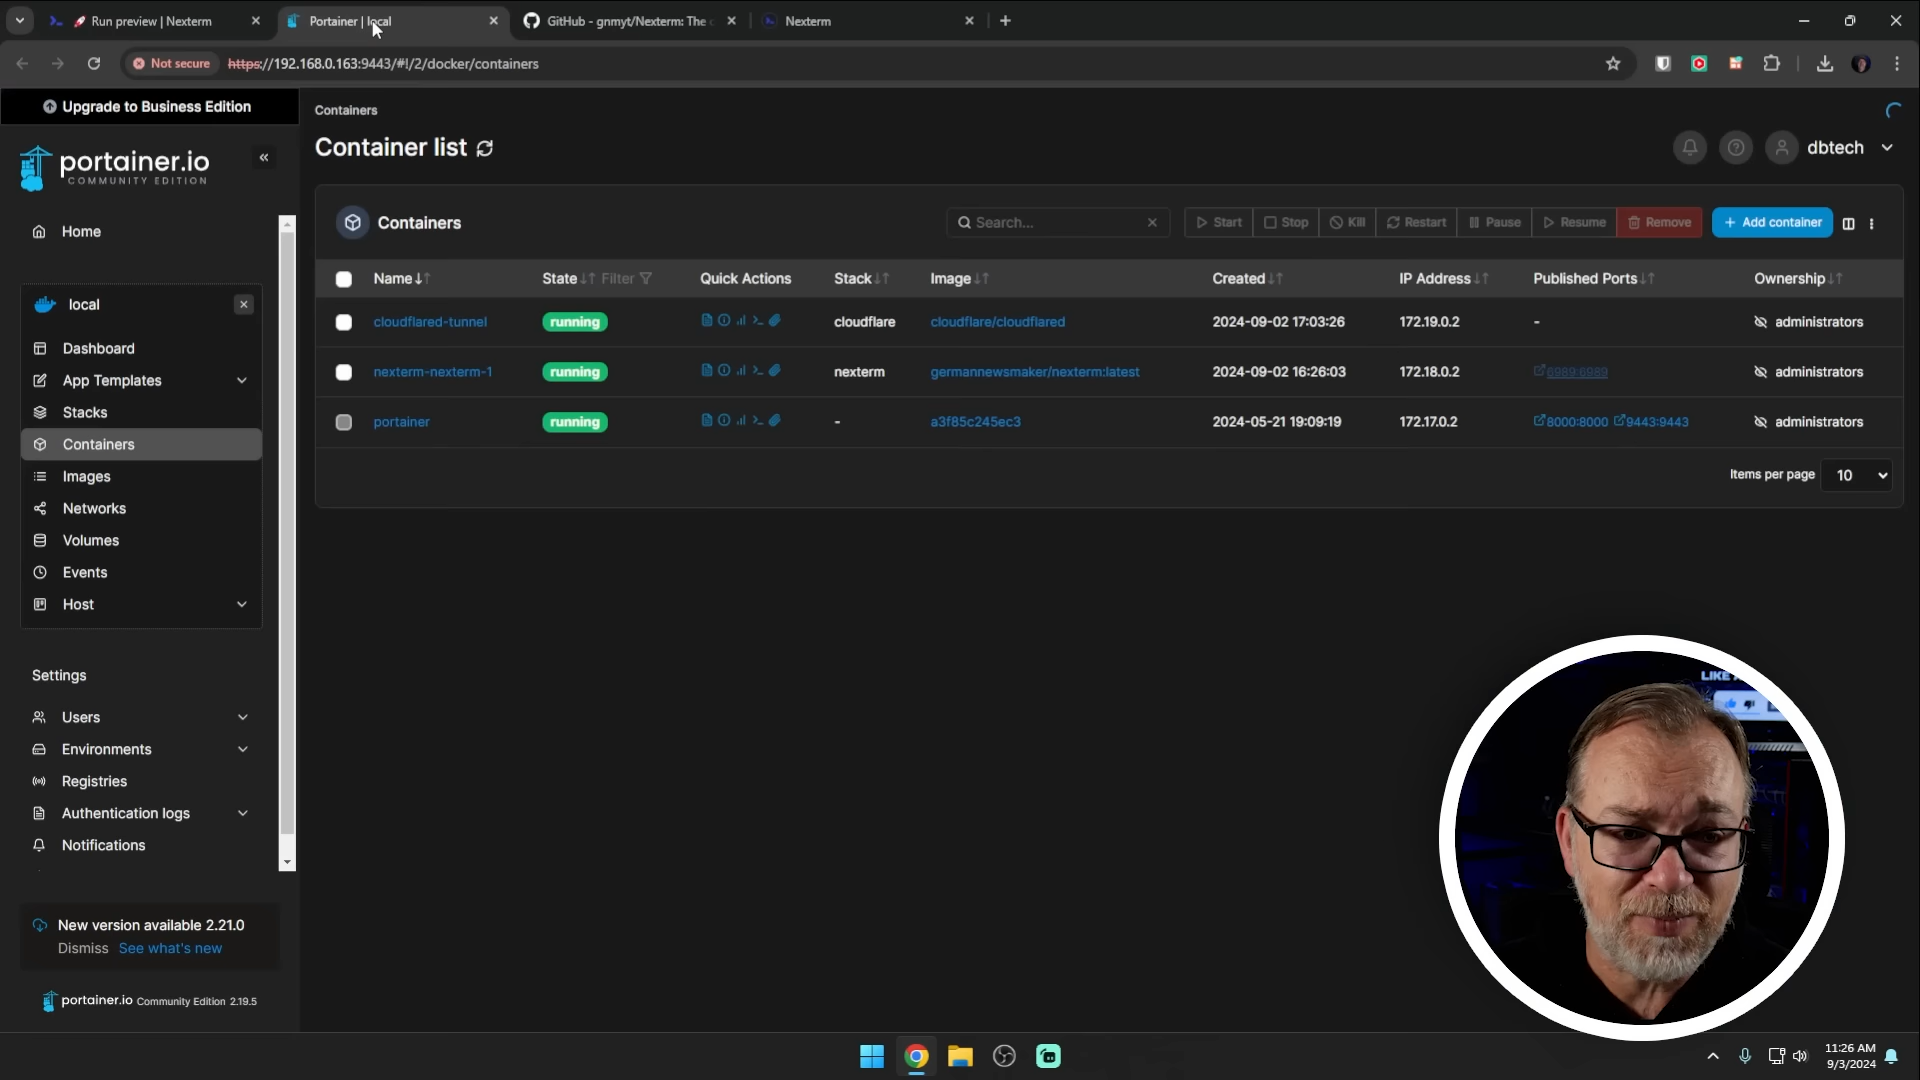 Run preview | Nexterm
Portainer | local
GitHub - gnmyt/Nexterm: The
Nexterm
Not secure
https://192.168.0.163:9443/#!/2/docker/containers
Upgrade to Business Edition
portainer.io
COMMUNITY EDITION
Home
local
Dashboard
App Templates
Stacks
Containers
Images
Networks
Volumes
Events
Host
Settings
Users
Environments
Registries
Authentication logs
Notifications
New version available 2.21.0
Dismiss See what's new
portainer.io Community Edition 2.19.5
Containers
Container list
dbtech
Containers
Search...
Start Stop Kill Restart Pause Resume Remove Add container
Name State Filter Quick Actions Stack Image Created IP Address Published Ports Ownership
cloudflared-tunnel running cloudflare cloudflare/cloudflared 2024-09-02 17:03:26 172.19.0.2 - administrators
nexterm-nexterm-1 running nexterm germannewsmaker/nexterm:latest 2024-09-02 16:26:03 172.18.0.2 6989:6989 administrators
portainer running - a3f85c245ec3 2024-05-21 19:09:19 172.17.0.2 8000:8000 9443:9443 administrators
Items per page 10
LIKE
11:26 AM
9/3/2024